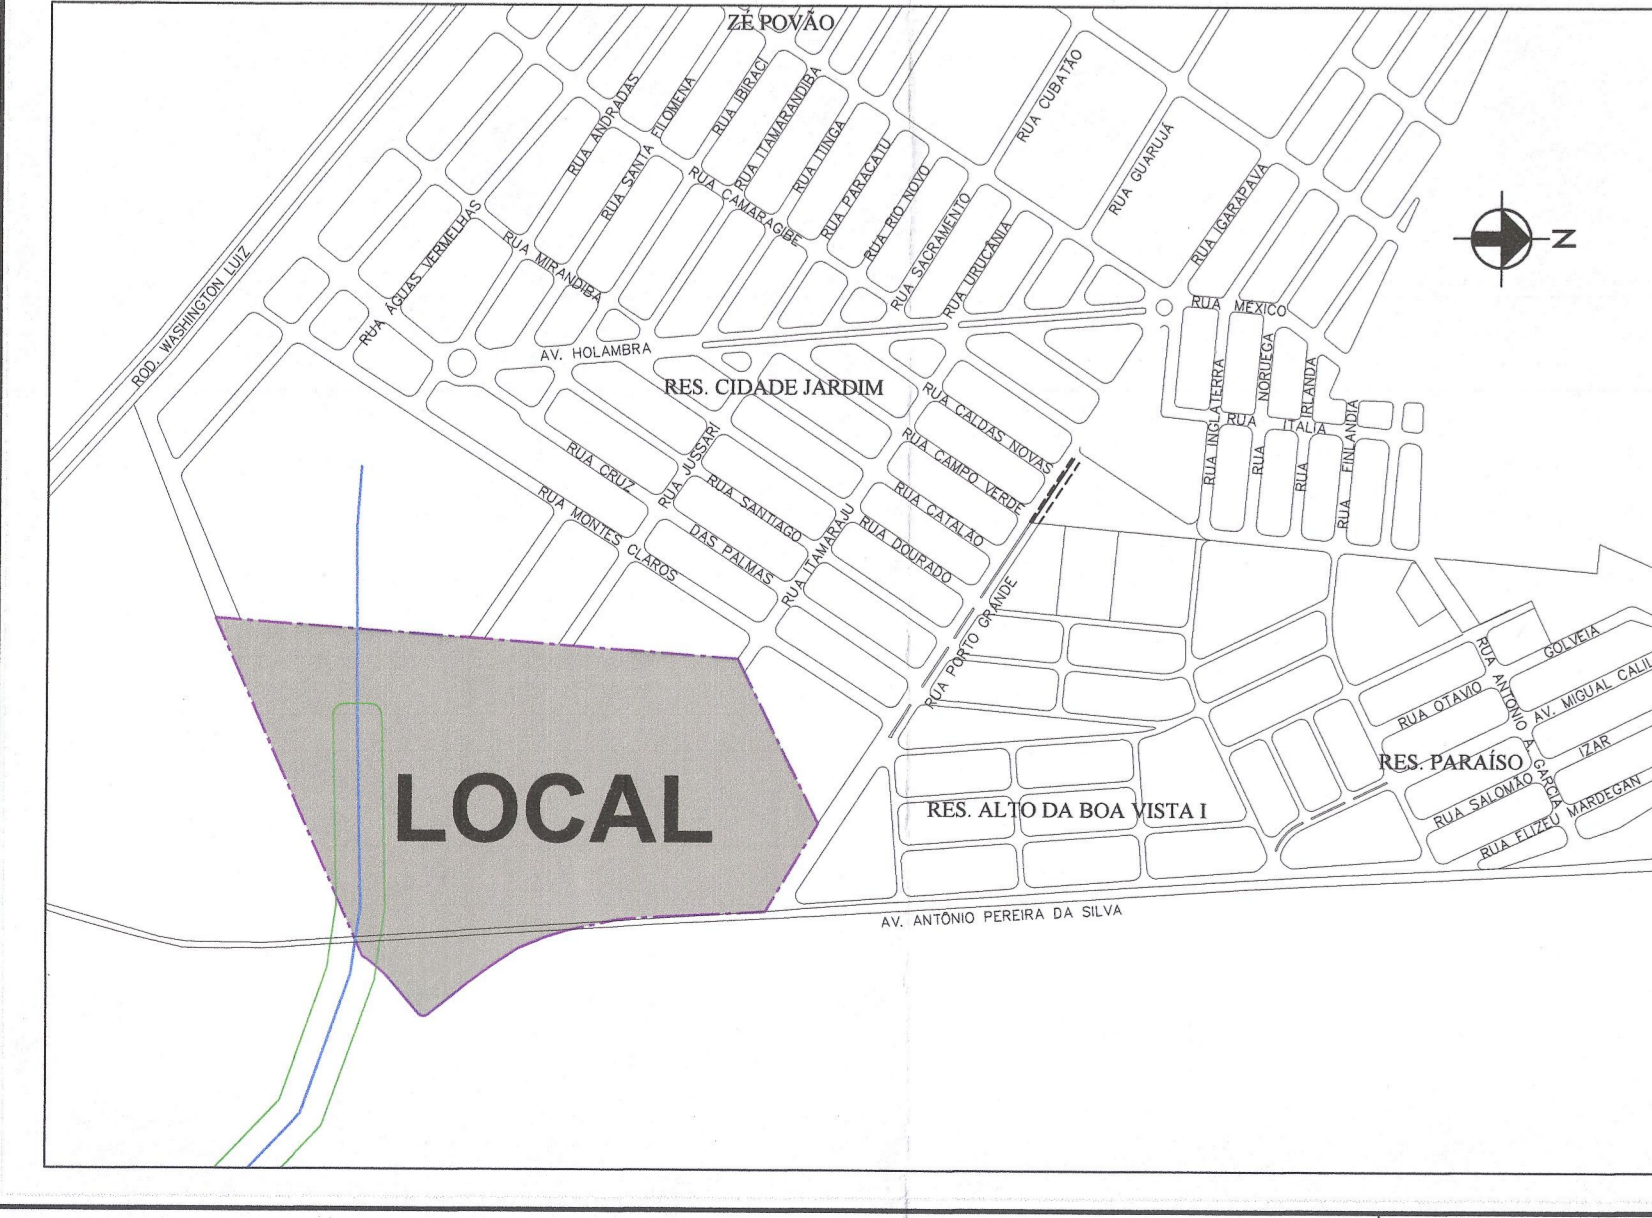 ZÉ POVÃO
RUA ANDRADAS
RUA SANTA FILOMENA
RUA IBIRACI
RUA ITAMARANDIBA
RUA ITINGA
RUA PARACATU
RUA RIO NOVO
RUA SACRAMENTO
RUA URUCÂNIA
RUA CUBATÃO
RUA GUARUJÁ
RUA IGARAPAVA
RUA CAMARAGIBE
RUA MIRANDIBA
RUA ÁGUAS VERMELHAS
ROD. WASHINGTON LUIZ
N
RUA MEXICO
AV. HOLAMBRA
RES. CIDADE JARDIM
RUA INGLATERRA
RUA NORUEGA
RUA IRLANDA
RUA FINLANDIA
RUA ITALIA
RUA CALDAS NOVAS
RUA CAMPO VERDE
RUA CATALÃO
RUA DOURADO
RUA JUSSARI
RUA SANTIAGO
RUA ITAMARAJU
RUA CRUZ DAS PALMAS
RUA MONTES CLAROS
RUA PORTO GRANDE
RUA ANTONIO A. GARCIA
GOLVEIA
AV. MIGUAL CALIL
RUA OTAVIO IZAR
RES. PARAÍSO
RUA SALOMÃO
RUA ELIZEU MARDEGAN
RES. ALTO DA BOA VISTA I
LOCAL
AV. ANTÔNIO PEREIRA DA SILVA